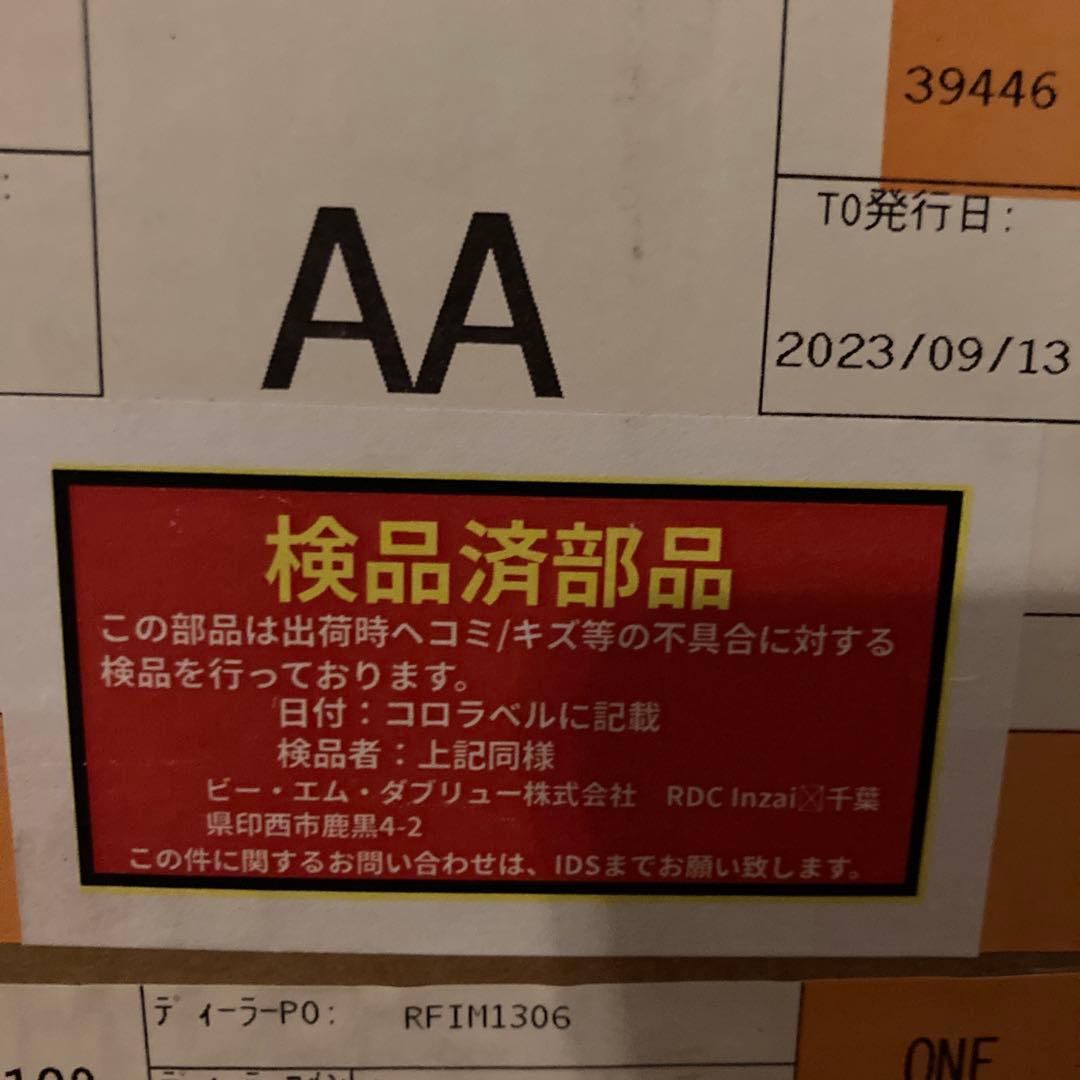 39446
TO発行日:
AA
2023/09/13
検品済部品
この部品は出荷時ヘコミ/キズ等の不具合に対する
検品を行っております。
日付：コロラベルに記載
検品者：上記同様
ビー・エム・ダブリュー株式会社 RDC Inzai 千葉
県印西市鹿黒4-2
この件に関するお問い合わせは、IDSまでお願い致します。
ﾃﾞｨｰﾗｰPO: RFIM1306
ONE